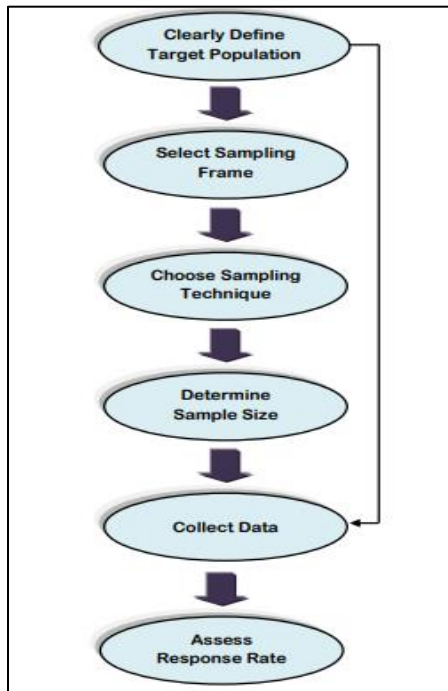 Clearly Define
Target Population
Select Sampling
Frame
Choose Sampling
Technique
Determine
Sample Size
Collect Data
Assess
Response Rate